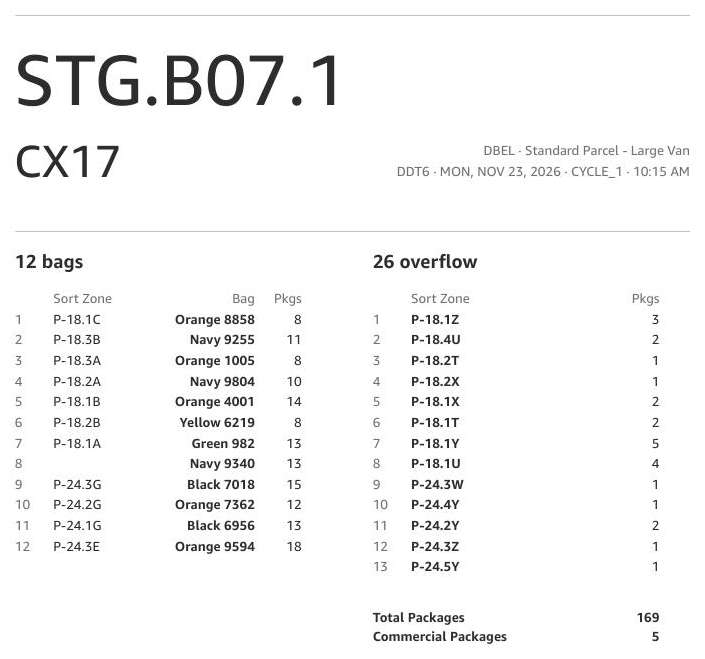 STG.B07.1
CX17
DBEL · Standard Parcel - Large Van
DDT6 · MON, NOV 23, 2026 · CYCLE_1 · 10:15 AM
12 bags
Sort Zone Bag Pkgs
1 P-18.1C Orange 8858 8
2 P-18.3B Navy 9255 11
3 P-18.3A Orange 1005 8
4 P-18.2A Navy 9804 10
5 P-18.1B Orange 4001 14
6 P-18.2B Yellow 6219 8
7 P-18.1A Green 982 13
8 Navy 9340 13
9 P-24.3G Black 7018 15
10 P-24.2G Orange 7362 12
11 P-24.1G Black 6956 13
12 P-24.3E Orange 9594 18
26 overflow
Sort Zone Pkgs
1 P-18.1Z 3
2 P-18.4U 2
3 P-18.2T 1
4 P-18.2X 1
5 P-18.1X 2
6 P-18.1T 2
7 P-18.1Y 5
8 P-18.1U 4
9 P-24.3W 1
10 P-24.4Y 1
11 P-24.2Y 2
12 P-24.3Z 1
13 P-24.5Y 1
Total Packages 169
Commercial Packages 5